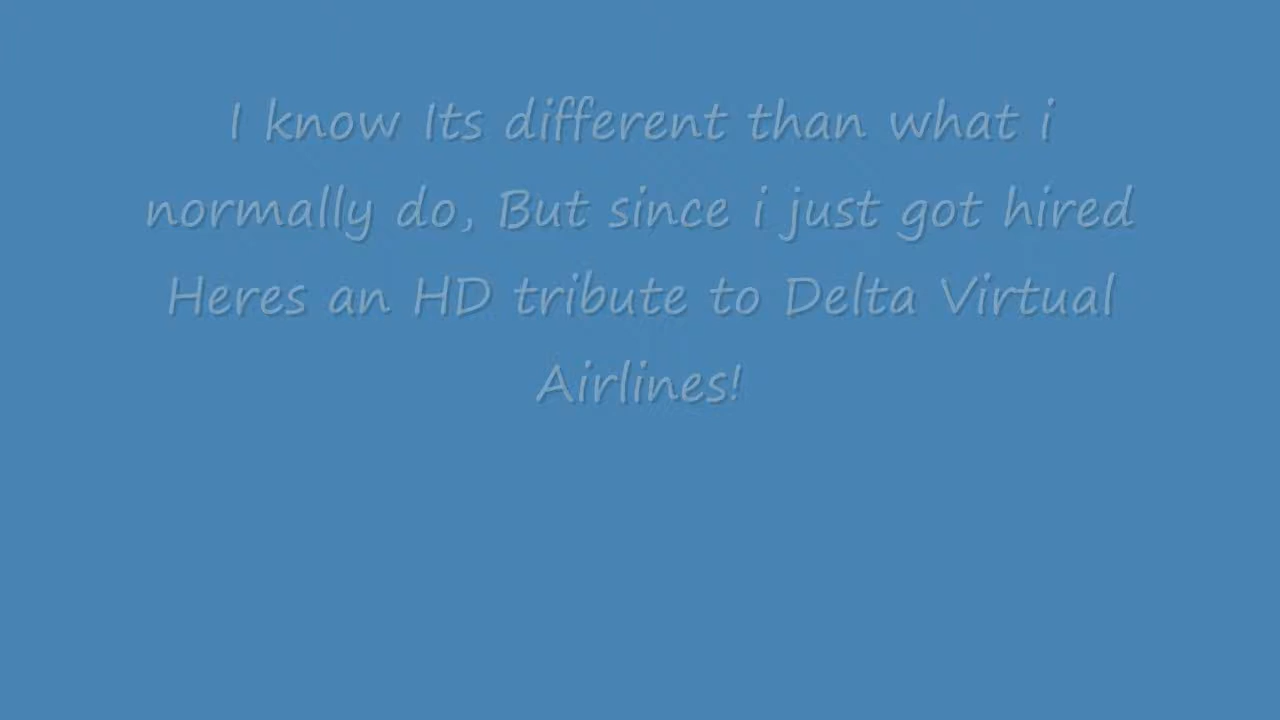 I know Its different than what i
normally do, But since i just got hired
Heres an HD tribute to Delta Virtual
Airlines!